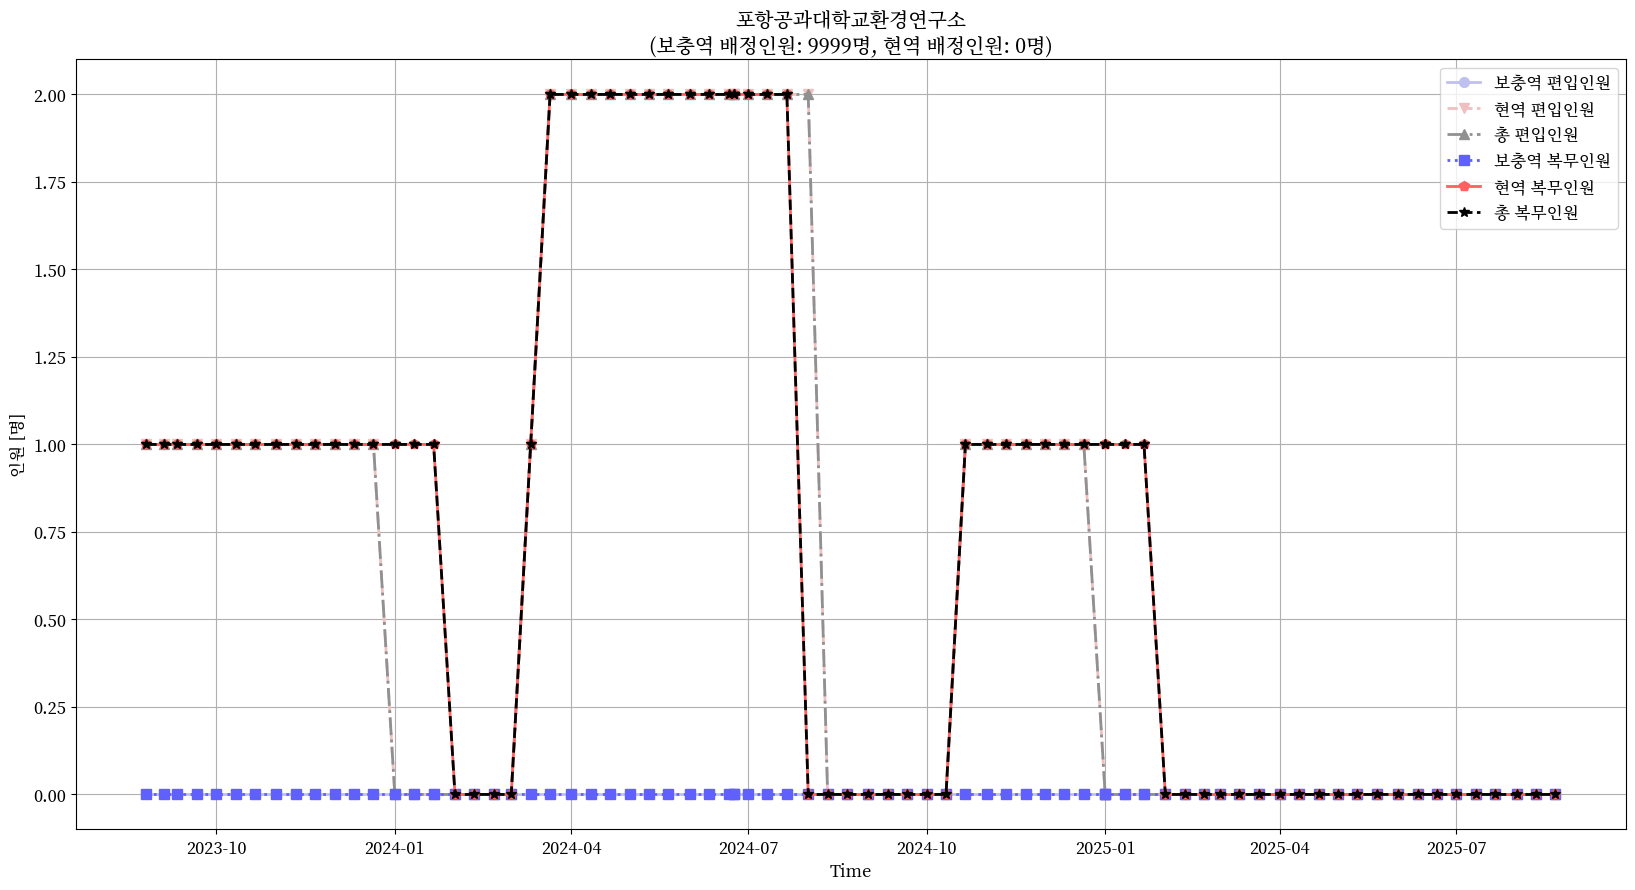 포항공과대학교환경연구소
(보충역 배정인원: 9999명, 현역 배정인원: 0명)
보충역 편입인원
현역 편입인원
총 편입인원
보충역 복무인원
현역 복무인원
총 복무인원
인원 [명]
2.00
1.75
1.50
1.25
1.00
0.75
0.50
0.25
0.00
2023-10
2024-01
2024-04
2024-07
2024-10
2025-01
2025-04
2025-07
Time